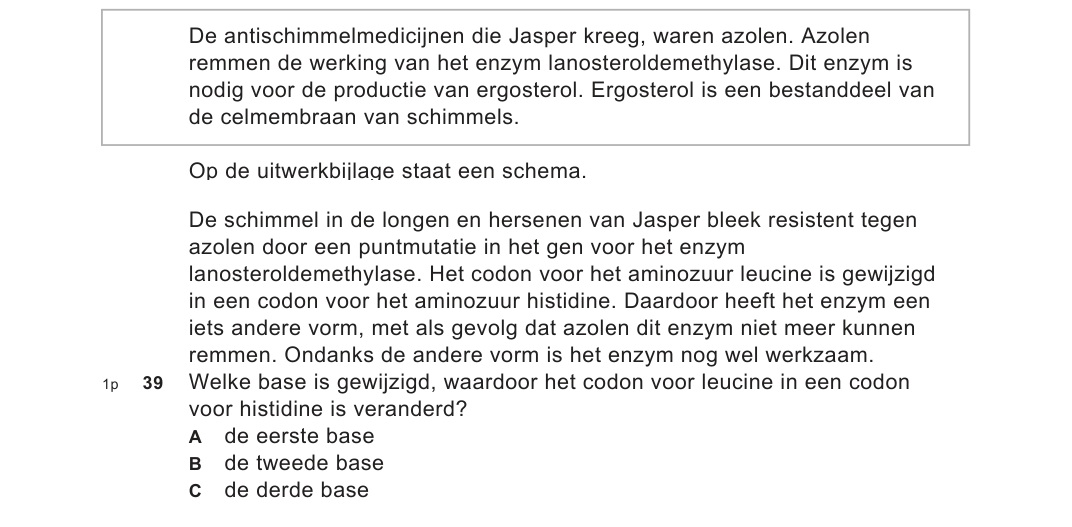 De antischimmelmedicijnen die Jasper kreeg, waren azolen. Azolen
remmen de werking van het enzym lanosteroldemethylase. Dit enzym is
nodig voor de productie van ergosterol. Ergosterol is een bestanddeel van
de celmembraan van schimmels.
Op de uitwerkbijlage staat een schema.
De schimmel in de longen en hersenen van Jasper bleek resistent tegen
azolen door een puntmutatie in het gen voor het enzym
lanosteroldemethylase. Het codon voor het aminozuur leucine is gewijzigd
in een codon voor het aminozuur histidine. Daardoor heeft het enzym een
iets andere vorm, met als gevolg dat azolen dit enzym niet meer kunnen
remmen. Ondanks de andere vorm is het enzym nog wel werkzaam.
1p 39 Welke base is gewijzigd, waardoor het codon voor leucine in een codon
voor histidine is veranderd?
A de eerste base
B de tweede base
C de derde base